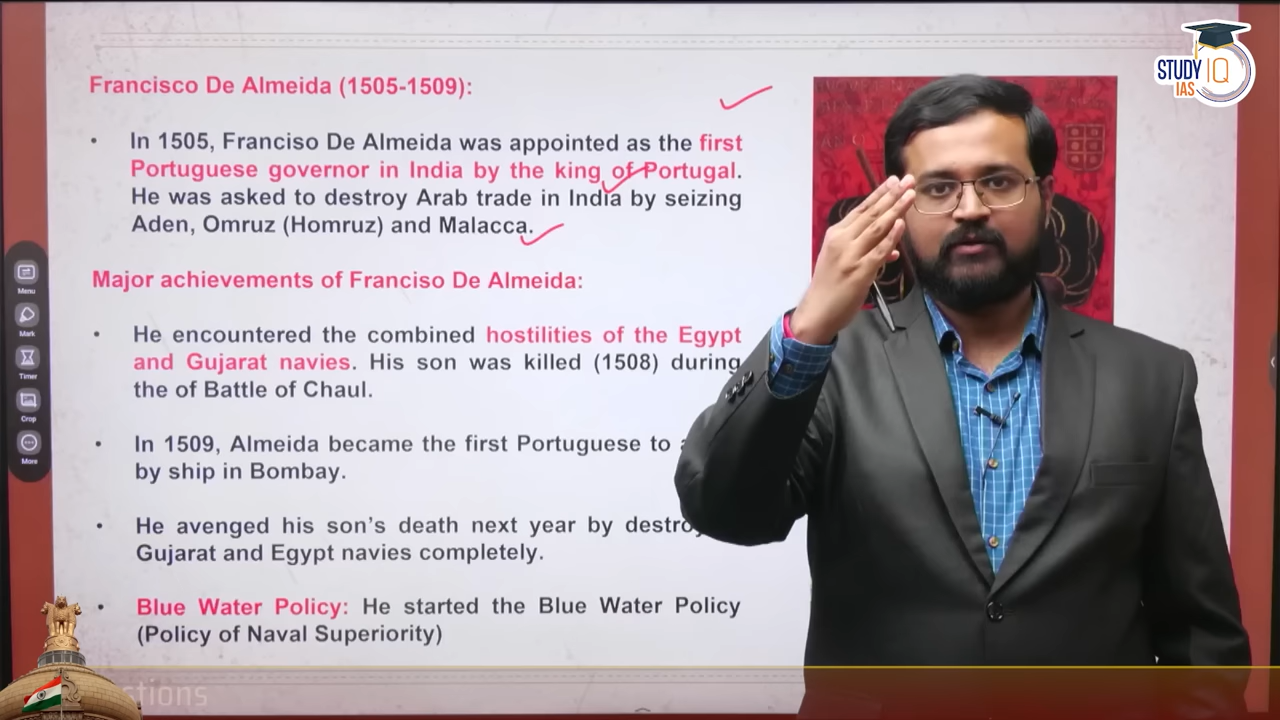 Francisco De Almeida (1505-1509):
• In 1505, Franciso De Almeida was appointed as the first
Portuguese governor in India by the king of Portugal.
He was asked to destroy Arab trade in India by seizing
Aden, Omruz (Homruz) and Malacca.
Major achievements of Franciso De Almeida:
• He encountered the combined hostilities of the Egypt
and Gujarat navies. His son was killed (1508) during
the of Battle of Chaul.
• In 1509, Almeida became the first Portuguese to
by ship in Bombay.
• He avenged his son's death next year by
Gujarat and Egypt navies completely.
• Blue Water Policy: He started the Blue Water Policy
(Policy of Naval Superiority)
STUDY IQ
IAS
Menu
Mark
Timer
Crop
More